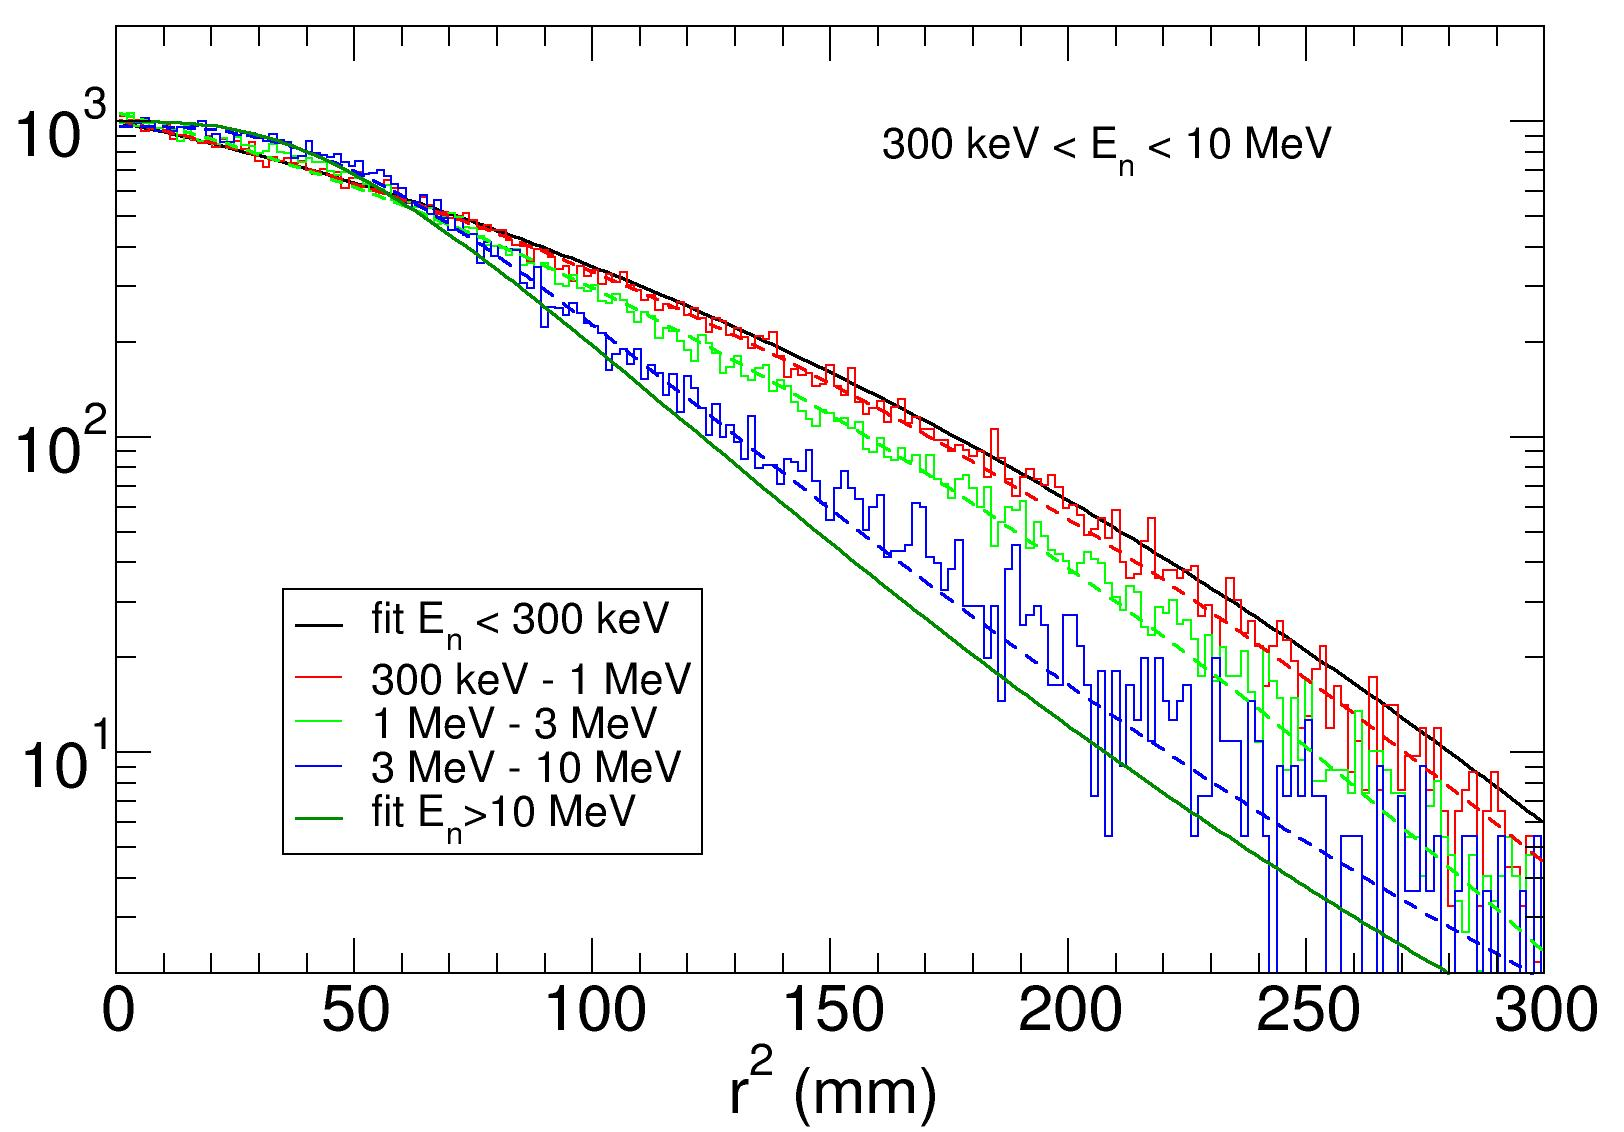 10³
300 keV < Eₙ < 10 MeV
10²
fit Eₙ < 300 keV
300 keV - 1 MeV
1 MeV - 3 MeV
3 MeV - 10 MeV
fit Eₙ>10 MeV
10¹
0 50 100 150 200 250 300
r² (mm)